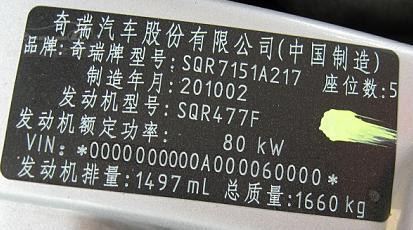 奇瑞汽车股份有限公司(中国制造)
品牌:奇瑞牌 型号:SQR7151A217 座位数:5
制造年月:201002
发动机型号:SQR477F
发动机额定功率: 80 kW
VIN: *0000000000A000060000*
发动机排量:1497mL 总质量:1660kg